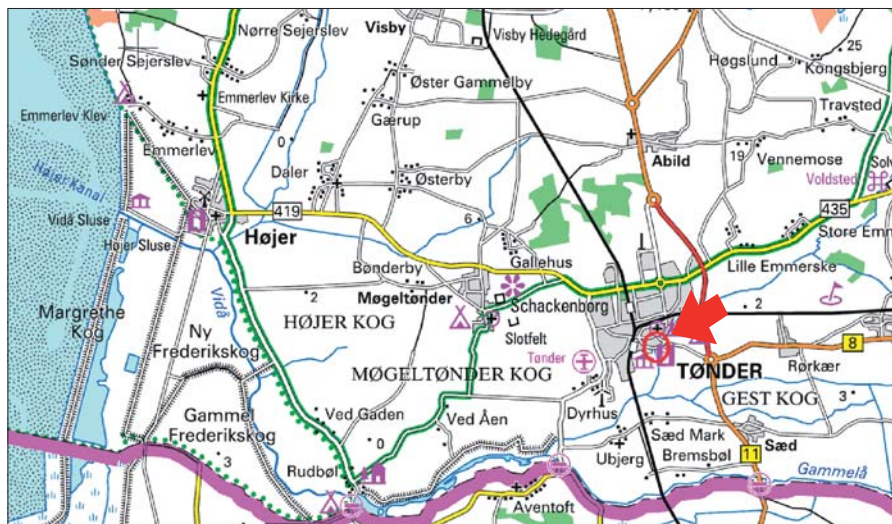 Nørre Sejerslev
Visby
Visby Hedegård
Høgslund
25
Kongsbjerg
Sønder Sejerslev
Øster Gammelby
Travsted
Emmerlev Kirke
Emmerlev Klev
Gærup
0
Abild
19
Vennemose
Emmerlev
Daler
Østerby
Voldsted
Højer Kanal
419
6
435
Vidå Sluse
Højer
Store Emm
Højer Sluse
Gallehus
Lille Emmerske
Bønderby
Vidå
2
Møgeltønder
Schackenborg
2
Margrethe
Kog
HØJER KOG
Slotfelt
Ny
Frederikskog
Tønder
8
MØGELTØNDER KOG
TØNDER
Rørkær
Gammel
Frederikskog
Ved Gaden
Ved Åen
Dyrhus
GEST KOG
3
0
Sæd Mark
Sæd
3
Rudbøl
Ubjerg
Bremsbøl
11
Gammelå
Aventoft